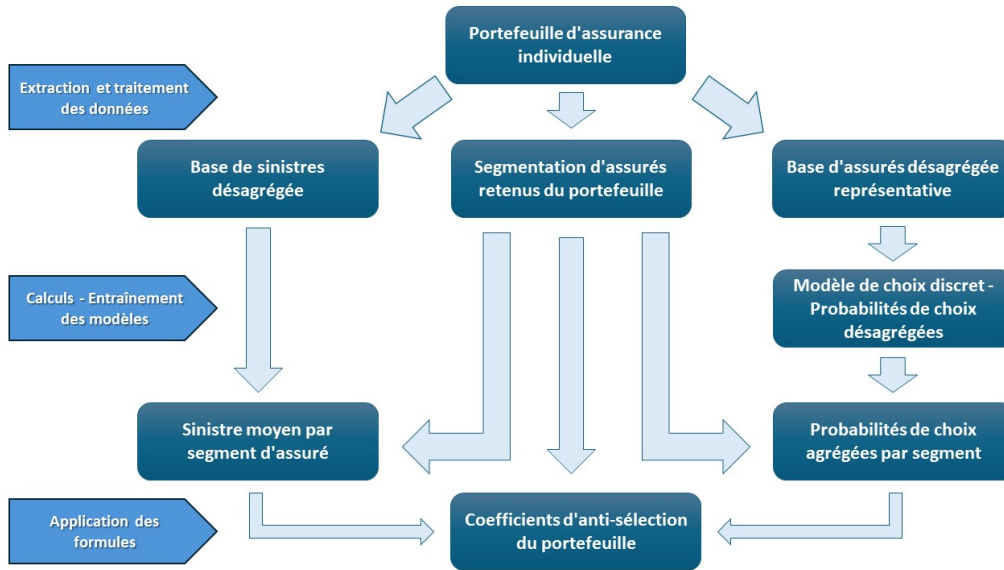 Portefeuille d'assurance
individuelle
Extraction et traitement
des données
Base de sinistres
désagrégée
Segmentation d'assurés
retenus du portefeuille
Base d'assurés désagrégée
représentative
Calculs - Entraînement
des modèles
Modèle de choix discret -
Probabilités de choix
désagrégées
Sinistre moyen par
segment d'assuré
Probabilités de choix
agrégées par segment
Application des
formules
Coefficients d'anti-sélection
du portefeuille